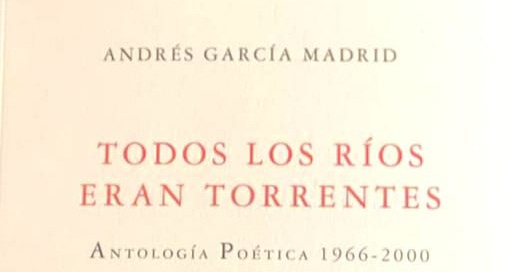 ANDRÉS GARCÍA MADRID
TODOS LOS RÍOS
ERAN TORRENTES
ANTOLOGÍA POÉTICA 1966-2000